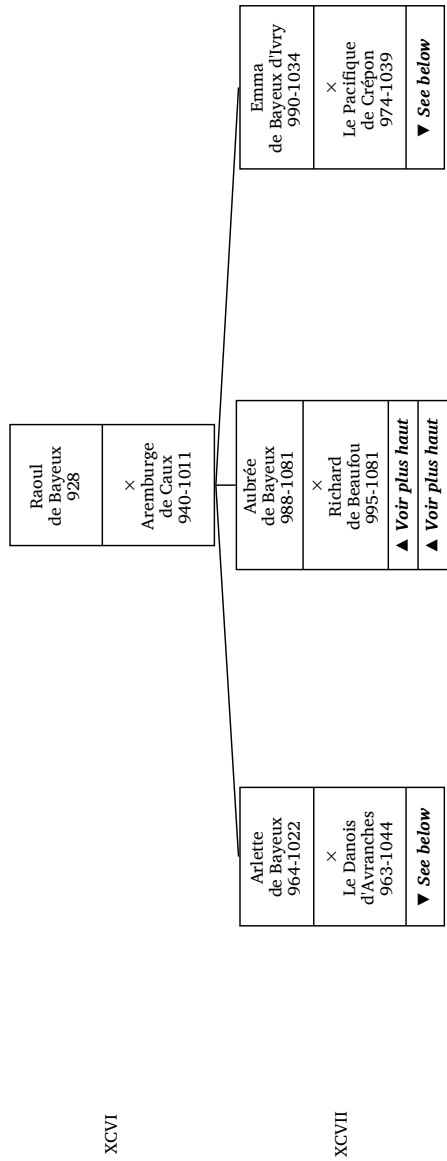 XCVI
Raoul
de Bayeux
928
×
Aremburge
de Caux
940-1011
XCVII
Arlette
de Bayeux
964-1022
×
Le Danois
d'Avranches
963-1044
▼ See below
Aubrée
de Bayeux
988-1081
×
Richard
de Beaufou
995-1081
▲ Voir plus haut
▲ Voir plus haut
Emma
de Bayeux d'Ivry
990-1034
×
Le Pacifique
de Crépon
974-1039
▼ See below